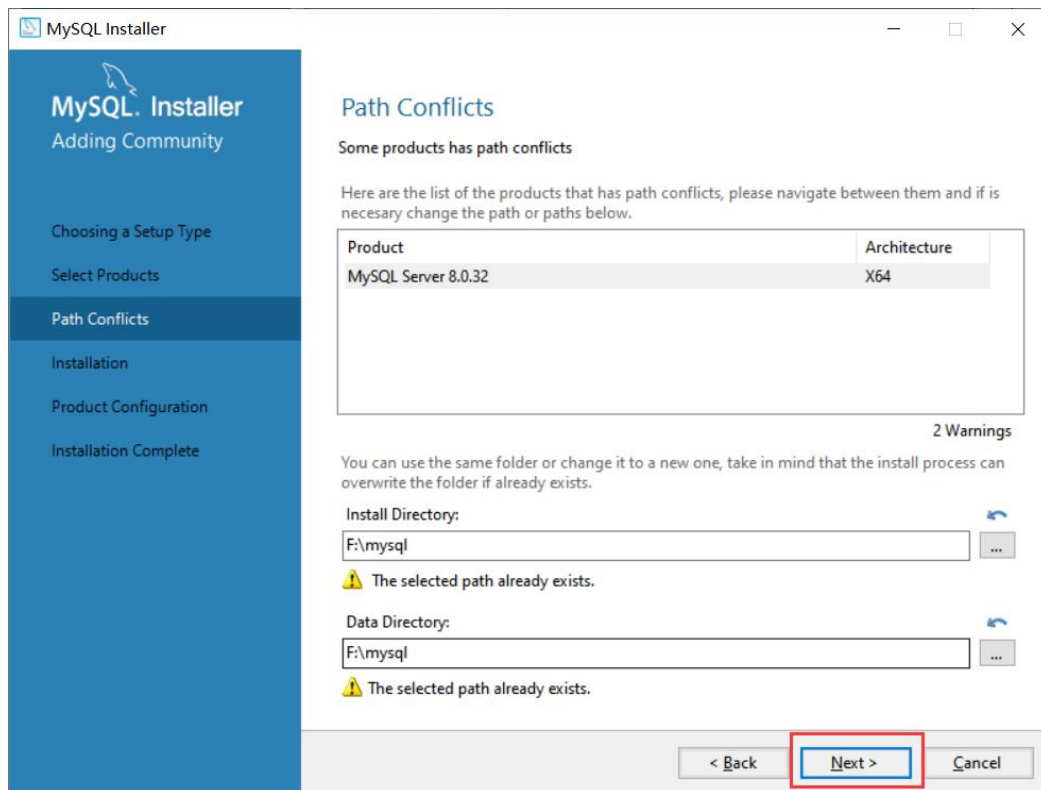 MySQL Installer
MySQL. Installer
Adding Community
Choosing a Setup Type
Select Products
Path Conflicts
Installation
Product Configuration
Installation Complete
Path Conflicts
Some products has path conflicts
Here are the list of the products that has path conflicts, please navigate between them and if is
necesary change the path or paths below.
Product Architecture
MySQL Server 8.0.32 X64
2 Warnings
You can use the same folder or change it to a new one, take in mind that the install process can
overwrite the folder if already exists.
Install Directory:
F:\mysql ...
The selected path already exists.
Data Directory:
F:\mysql ...
The selected path already exists.
< Back Next > Cancel